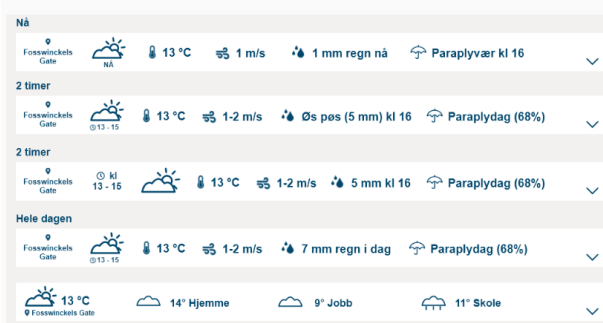 Nå
Fosswinckels
Gate
NÅ
13 °C
1 m/s
1 mm regn nå
Paraplyvær kl 16
2 timer
Fosswinckels
Gate
13 - 15
13 °C
1-2 m/s
Øs pøs (5 mm) kl 16
Paraplydag (68%)
2 timer
Fosswinckels
Gate
kl
13 - 15
13 °C
1-2 m/s
5 mm kl 16
Paraplydag (68%)
Hele dagen
Fosswinckels
Gate
13 - 15
13 °C
1-2 m/s
7 mm regn i dag
Paraplydag (68%)
13 °C
Fosswinckels Gate
14° Hjemme
9° Jobb
11° Skole